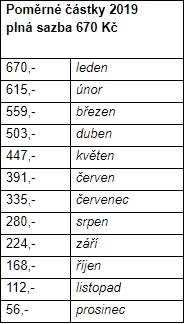 Poměrné částky 2019
plná sazba 670 Kč
670,- leden
615,- únor
559,- březen
503,- duben
447,- květen
391,- červen
335,- červenec
280,- srpen
224,- září
168,- říjen
112,- listopad
56,- prosinec